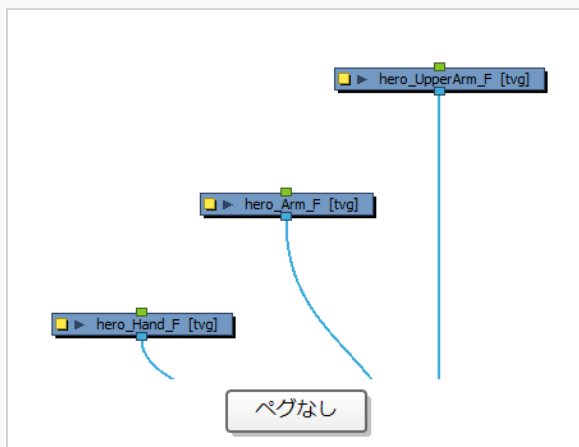 hero_UpperArm_F [tvg]
hero_Arm_F [tvg]
hero_Hand_F [tvg]
ペグなし